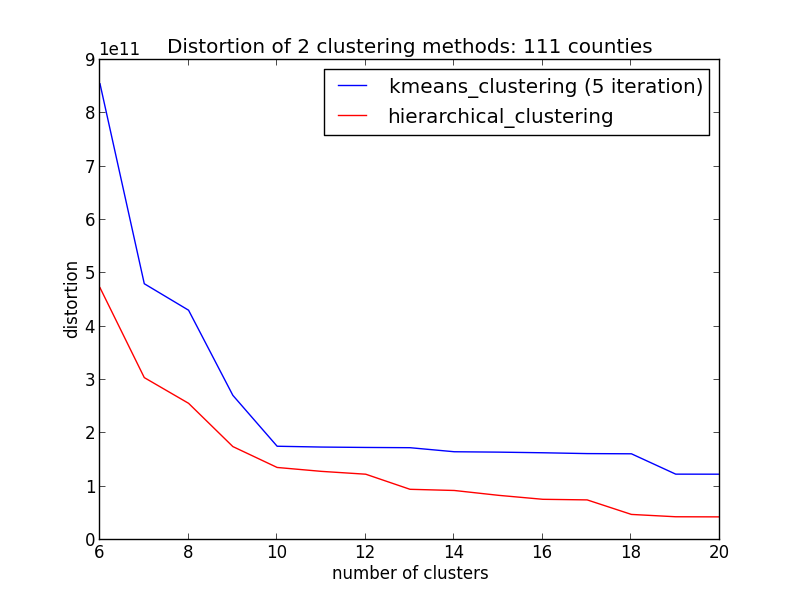 Distortion of 2 clustering methods: 111 counties
1e11
kmeans_clustering (5 iteration)
hierarchical_clustering
9
8
7
6
5
4
3
2
1
0
distortion
6 8 10 12 14 16 18 20
number of clusters